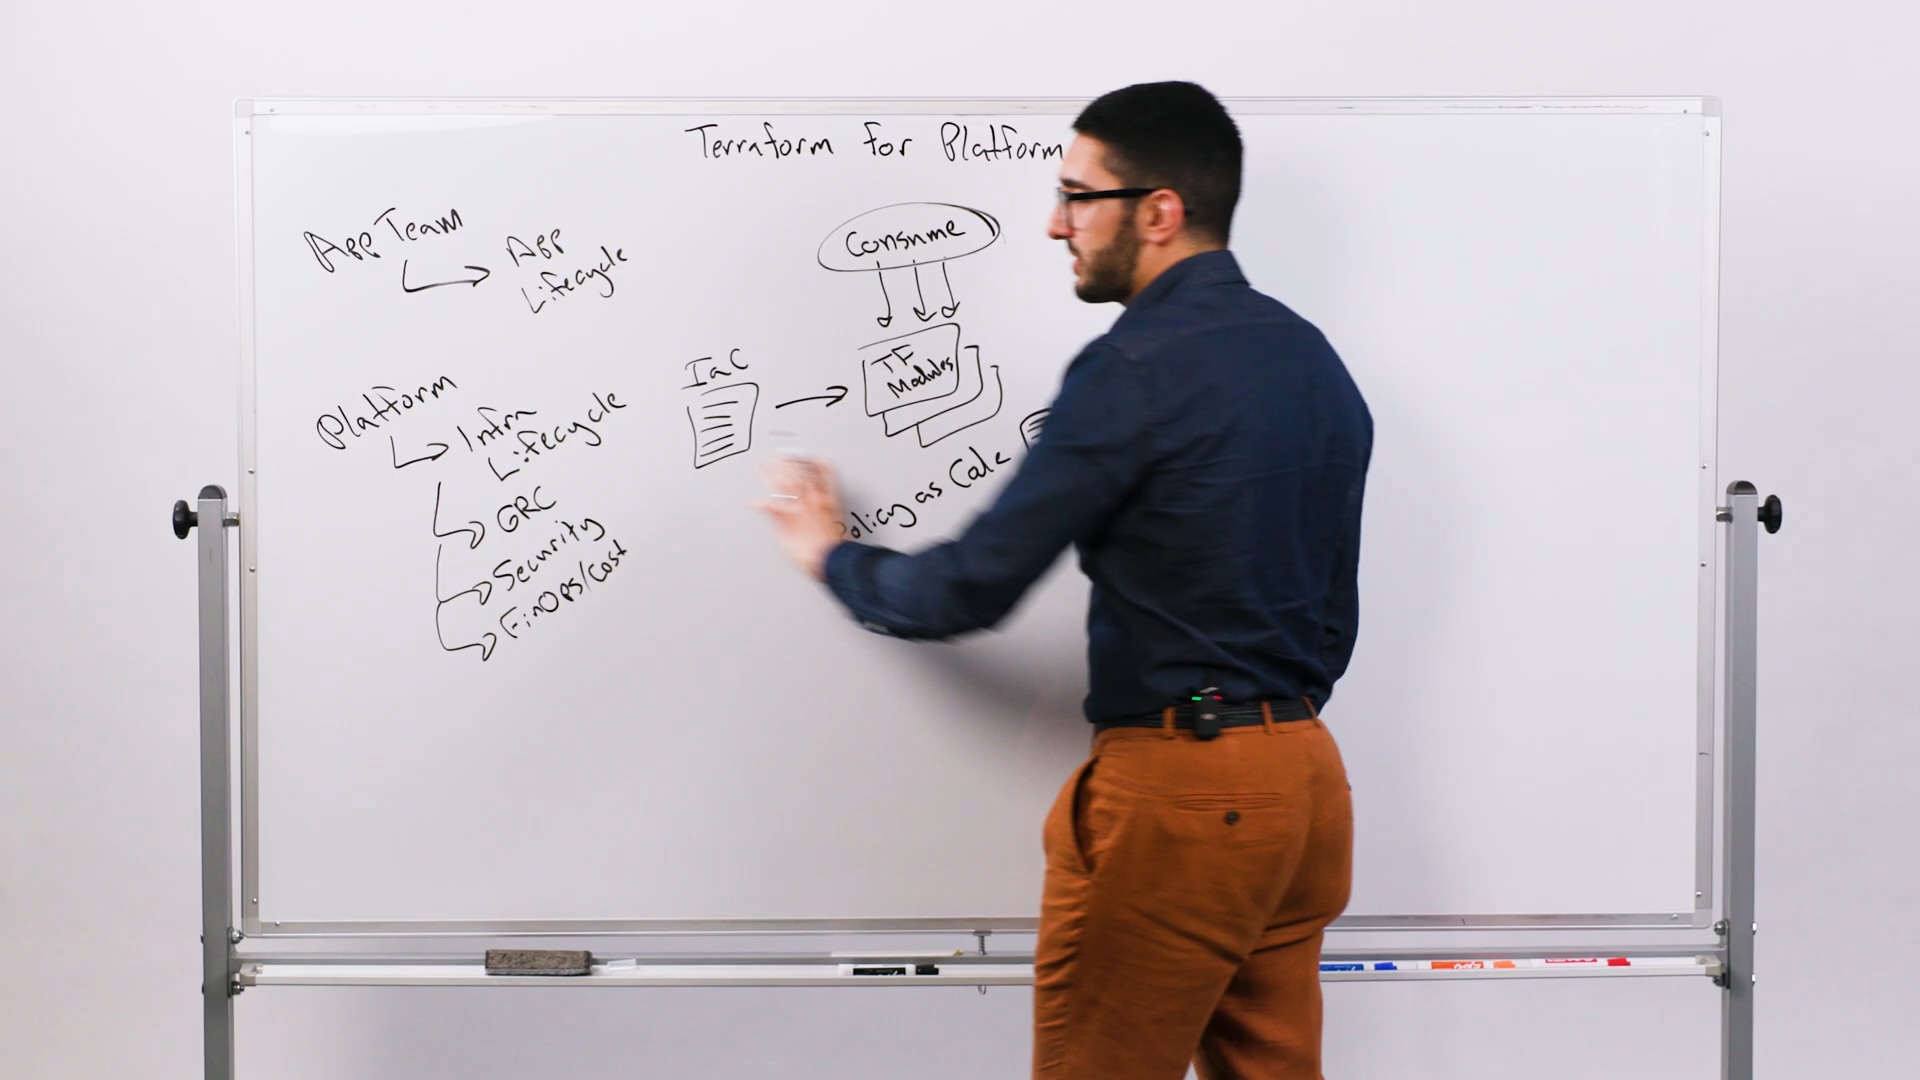 Terraform for Platform
App Team
App
Lifecycle
Platform
Infra
Lifecycle
GRC
Security
FinOps/Cost
Consume
TF
Modules
IaC
Policy as Code